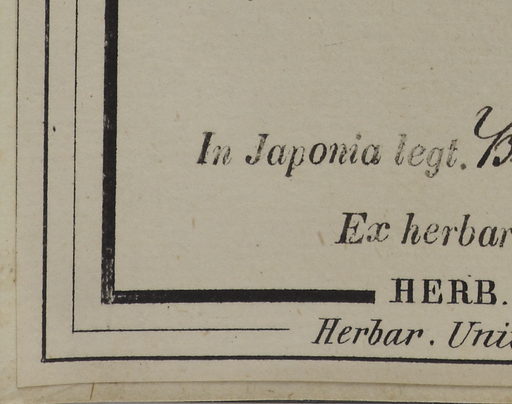 In Japonia legt.
Ex herbar
HERB.
Herbar. Uni